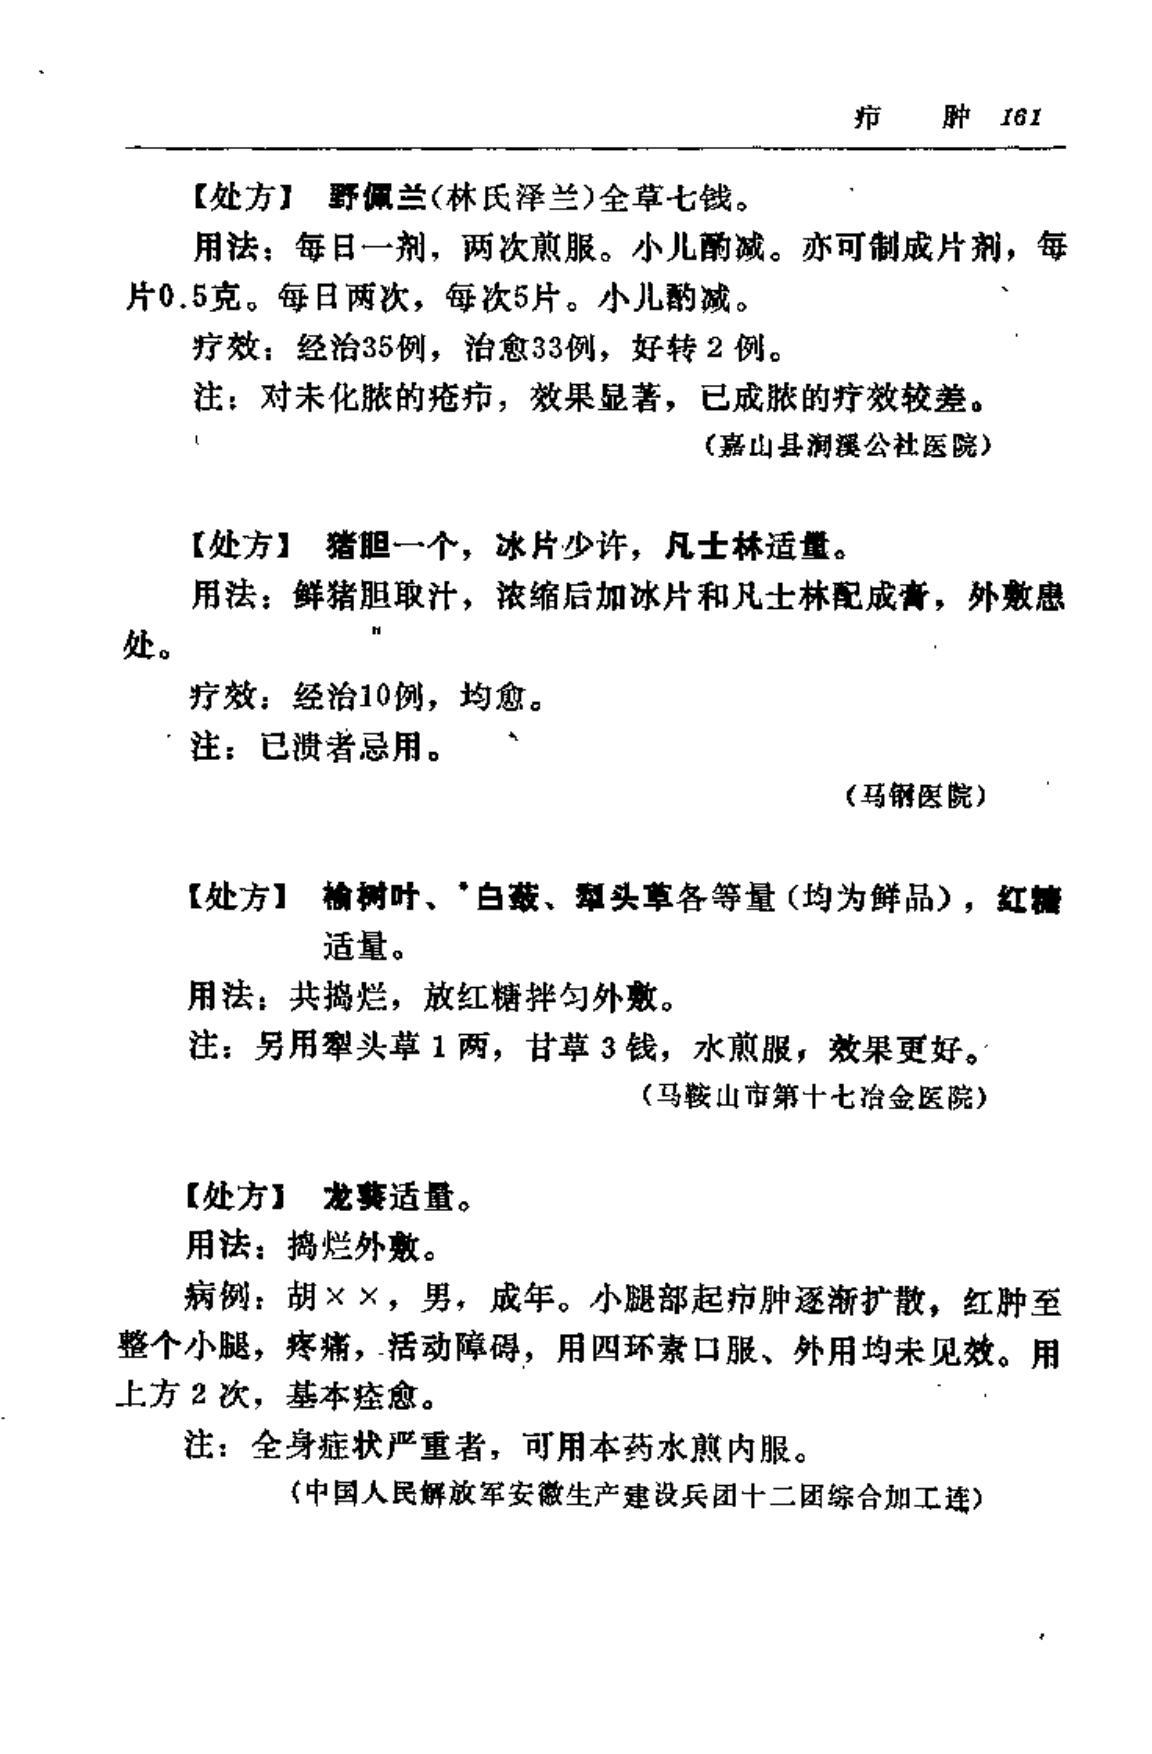 疖　肿 161
【处方】 野佩兰(林氏泽兰)全草七钱。
用法：每日一剂，两次煎服。小儿酌减。亦可制成片剂，每
片0.5克。每日两次，每次5片。小儿酌减。
疗效：经治35例，治愈33例，好转2例。
注：对未化脓的疮疖，效果显著，已成脓的疗效较差。
（嘉山县涧溪公社医院）
【处方】 猪胆一个，冰片少许，凡士林适量。
用法：鲜猪胆取汁，浓缩后加冰片和凡士林配成膏，外敷患
处。
疗效：经治10例，均愈。
注：已溃者忌用。
（马钢医院）
【处方】 榆树叶、白蔹、犁头草各等量(均为鲜品)，红糖
适量。
用法：共捣烂，放红糖拌匀外敷。
注：另用犁头草1两，甘草3钱，水煎服，效果更好。
（马鞍山市第十七冶金医院）
【处方】 龙葵适量。
用法：捣烂外敷。
病例：胡××，男，成年。小腿部起疖肿逐渐扩散，红肿至
整个小腿，疼痛，活动障碍，用四环素口服、外用均未见效。用
上方2次，基本痊愈。
注：全身症状严重者，可用本药水煎内服。
（中国人民解放军安徽生产建设兵团十二团综合加工连）